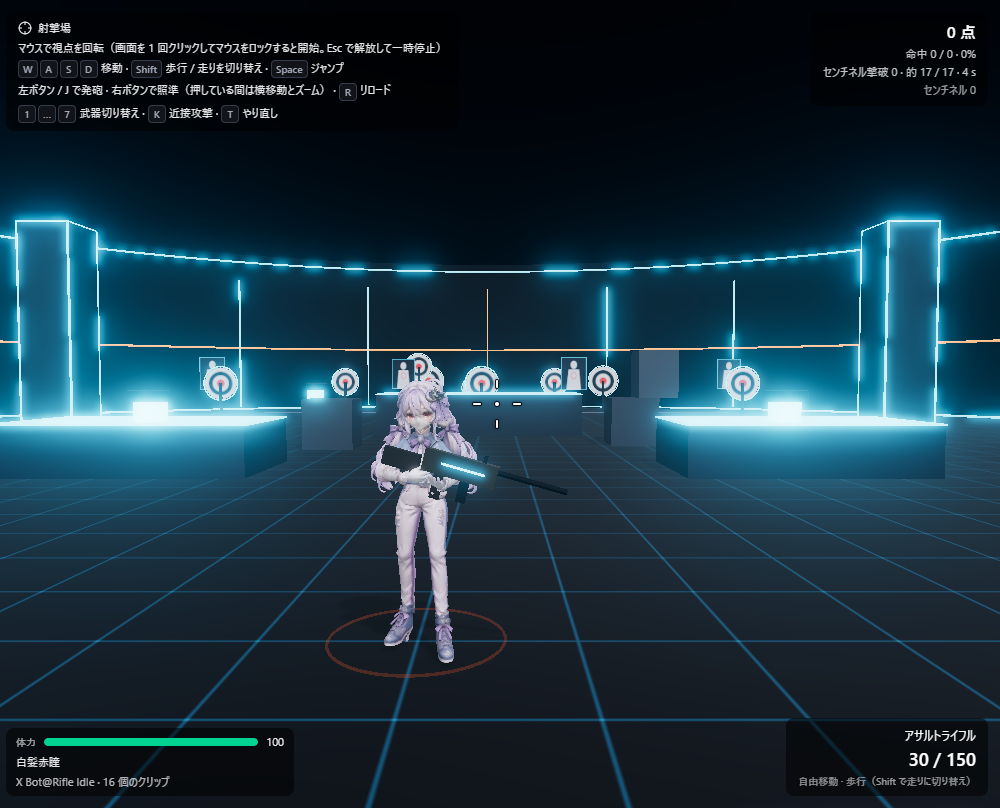 射撃場
マウスで視点を回転（画面を 1 回クリックしてマウスをロックすると開始。Esc で解放して一時停止）
W A S D 移動 · Shift 歩行 / 走りを切り替え · Space ジャンプ
左ボタン / J で発砲 · 右ボタンで照準（押している間は横移動とズーム） · R リロード
1 ... 7 武器切り替え · K 近接攻撃 · T やり直し
0 点
命中 0 / 0 · 0%
センチネル撃破 0 · 的 17 / 17 · 4 s
センチネル 0
体力 100
白髪赤瞳
X Bot@Rifle Idle · 16 個のクリップ
アサルトライフル
30 / 150
自由移動 · 歩行（Shift で走りに切り替え）